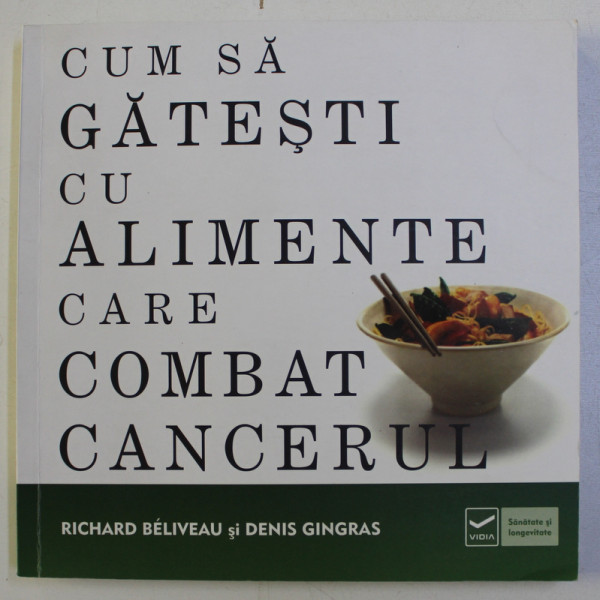 CUM SĂ
GĂTEŞTI
CU
ALIMENTE
CARE
COMBAT
CANCERUL
RICHARD BÉLIVEAU şi DENIS GINGRAS
VIDIA
Sănătate şi
longevitate